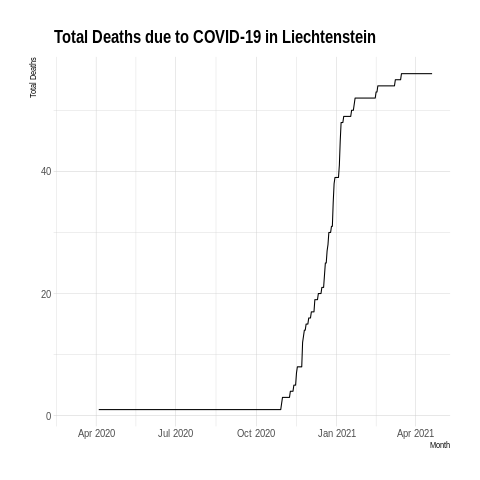 Total Deaths due to COVID-19 in Liechtenstein
Total Deaths
40
20
0
Apr 2020 Jul 2020 Oct 2020 Jan 2021 Apr 2021
Month